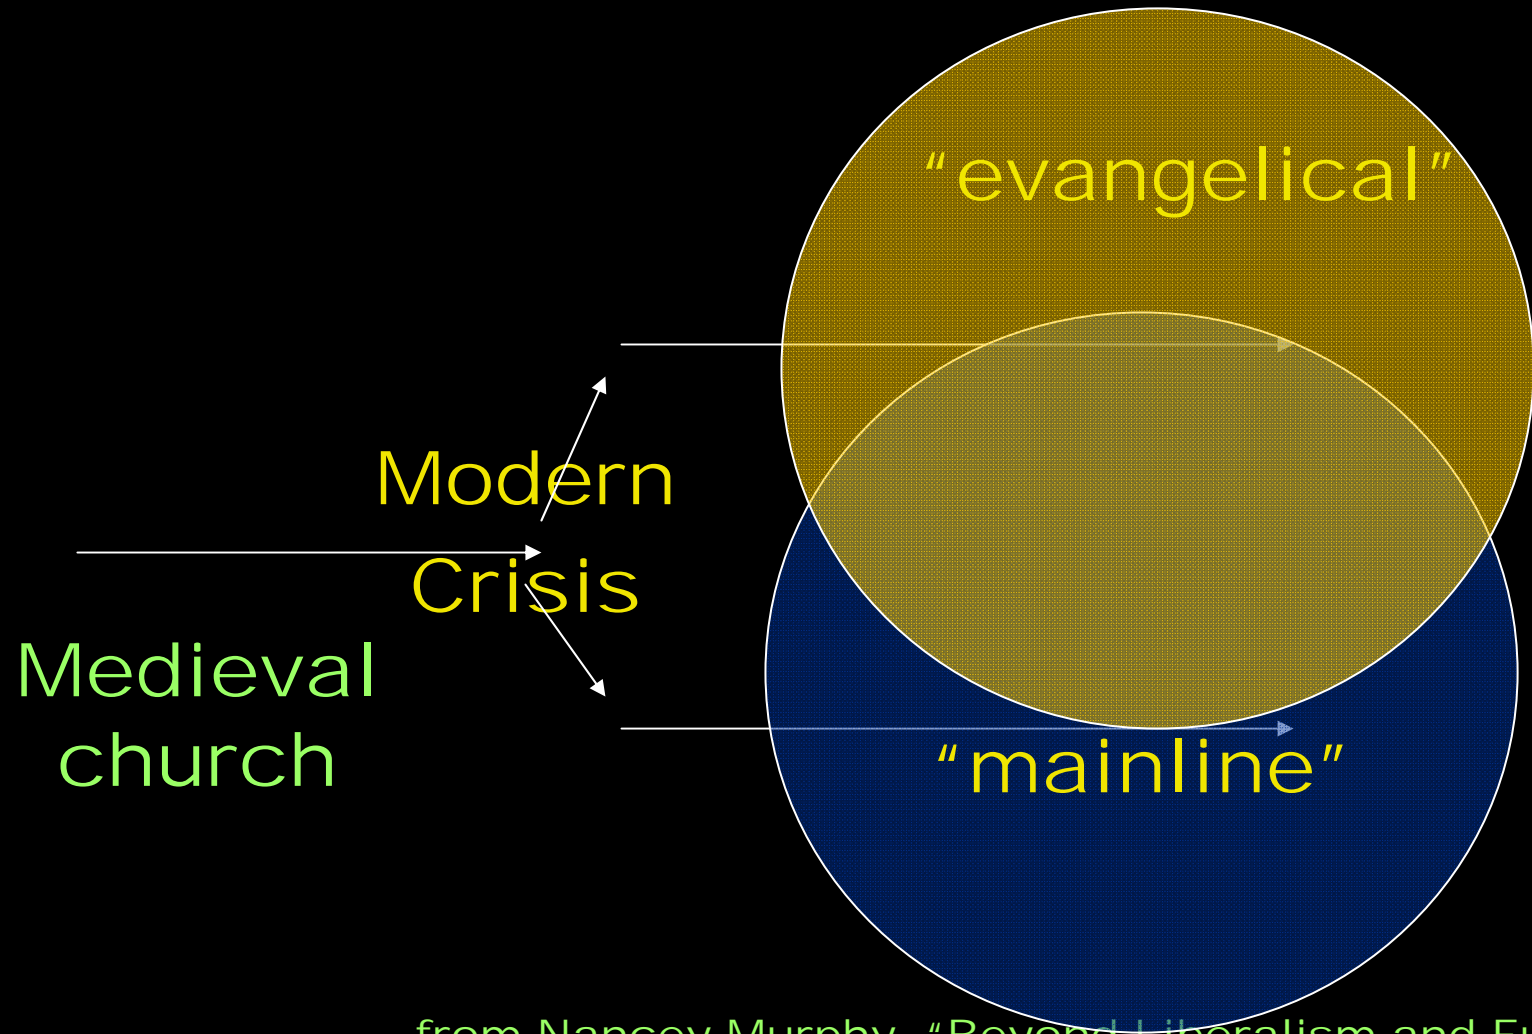 “evangelical”
Modern
Crisis
Medieval
church
“mainline”
from Nancey Murphy, “Beyond Liberalism and